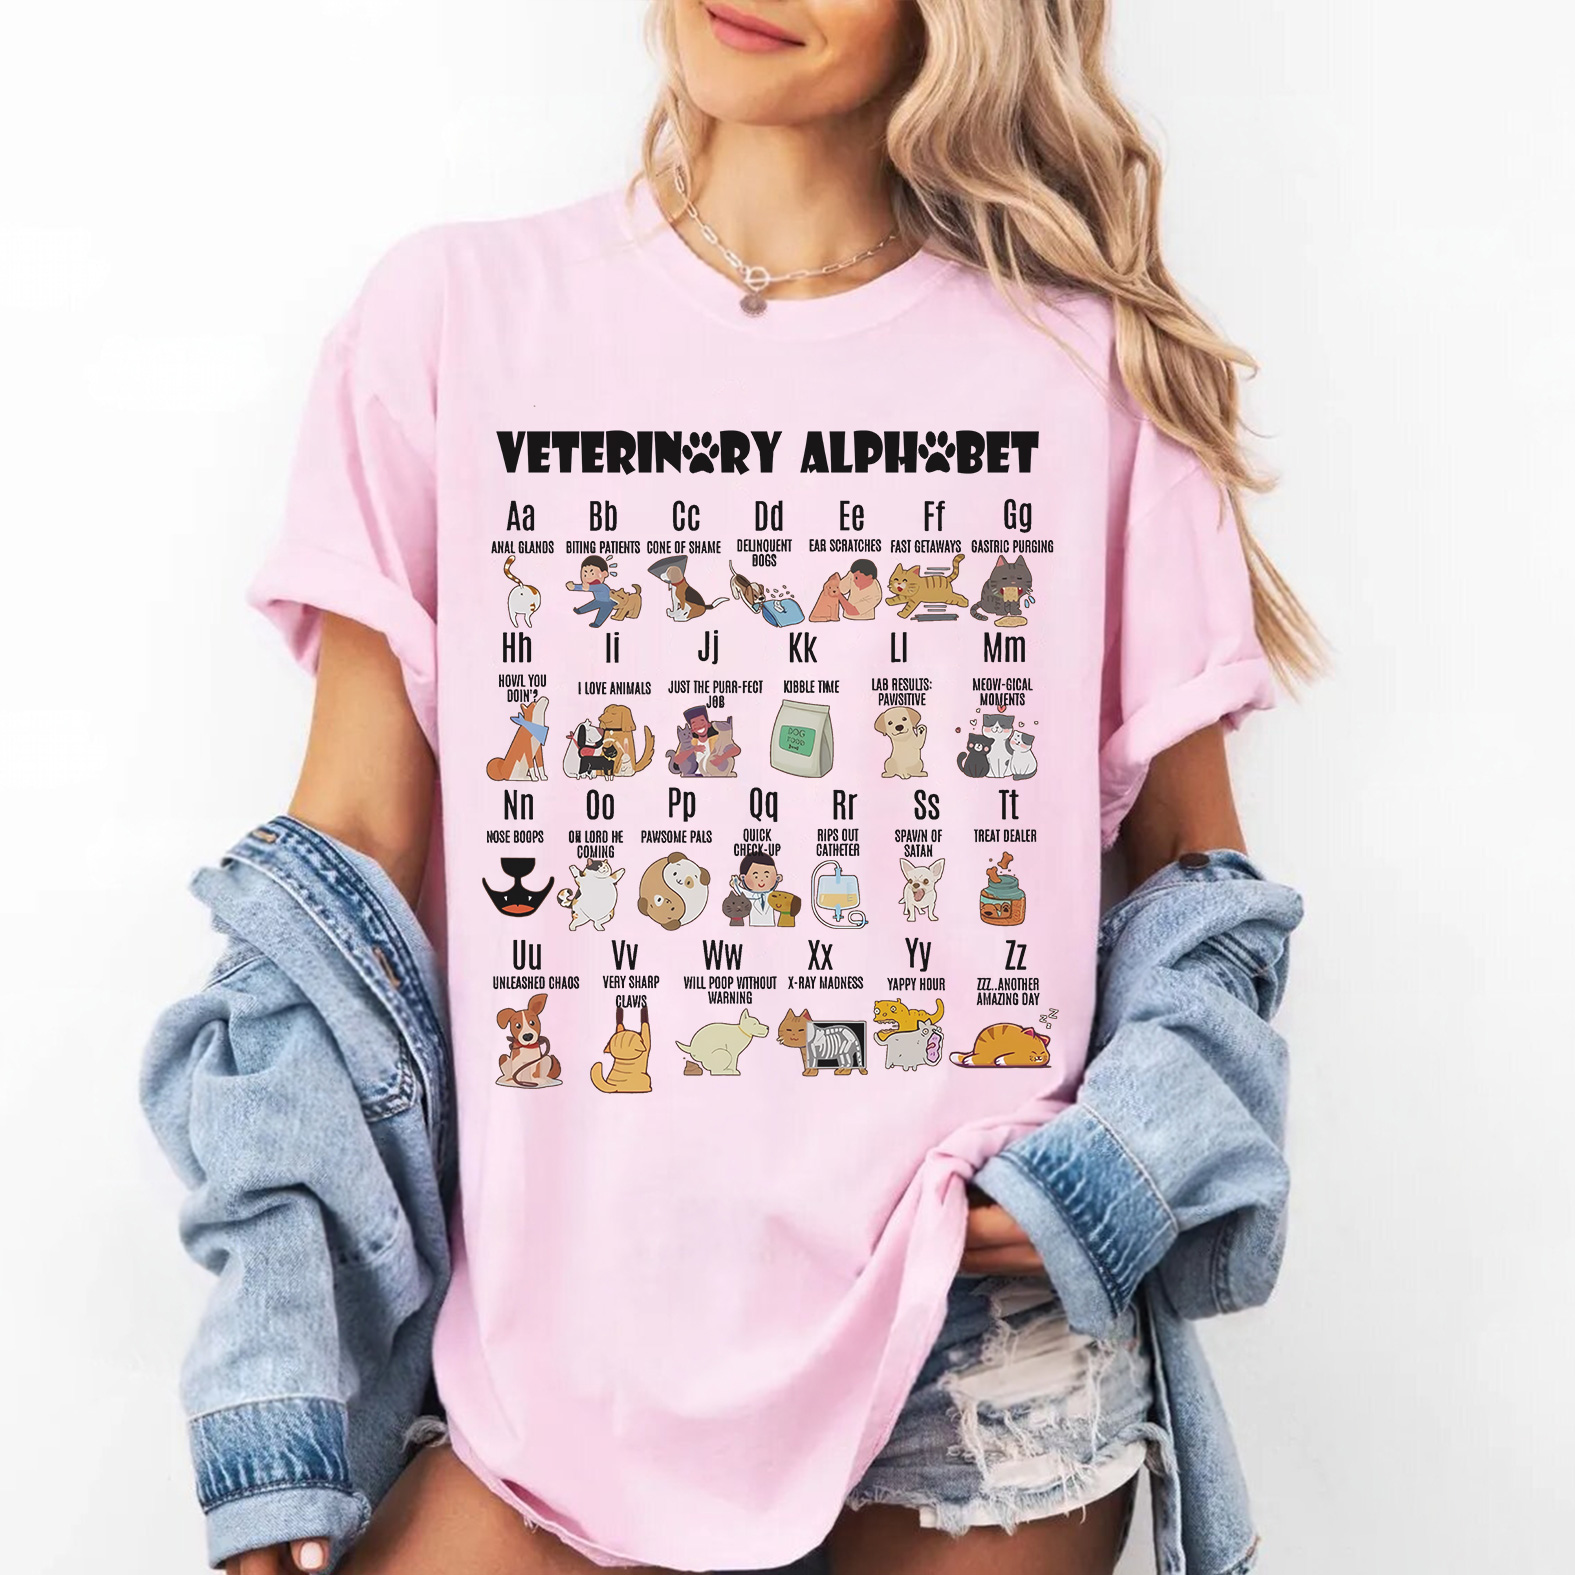 VETERINARY ALPHABET
Aa Bb Cc Dd Ee Ff Gg
ANAL GLANDS BITING PATIENTS CONE OF SHAME DELINQUENT EAR SCRATCHES FAST GETAWAYS GASTRIC PURGING
DOGS
Hh Ii Jj Kk Ll Mm
HOWL YOU I LOVE ANIMALS JUST THE PURR-FECT KIBBLE TIME LAB RESULTS: MEOW-GICAL
DOIN'? JOB PAWSITIVE MOMENTS
DOG
FOOD
Nn Oo Pp Qq Rr Ss Tt
NOSE BOOPS OH LORD HE PAWSOME PALS QUICK RIPS OUT SPAWN OF TREAT DEALER
COMING CHECK-UP CATHETER SATAN
Uu Vv Ww Xx Yy Zz
UNLEASHED CHAOS VERY SHARP WILL POOP WITHOUT X-RAY MADNESS YAPPY HOUR ZZZ..ANOTHER
CLAWS WARNING AMAZING DAY
Z Z Z